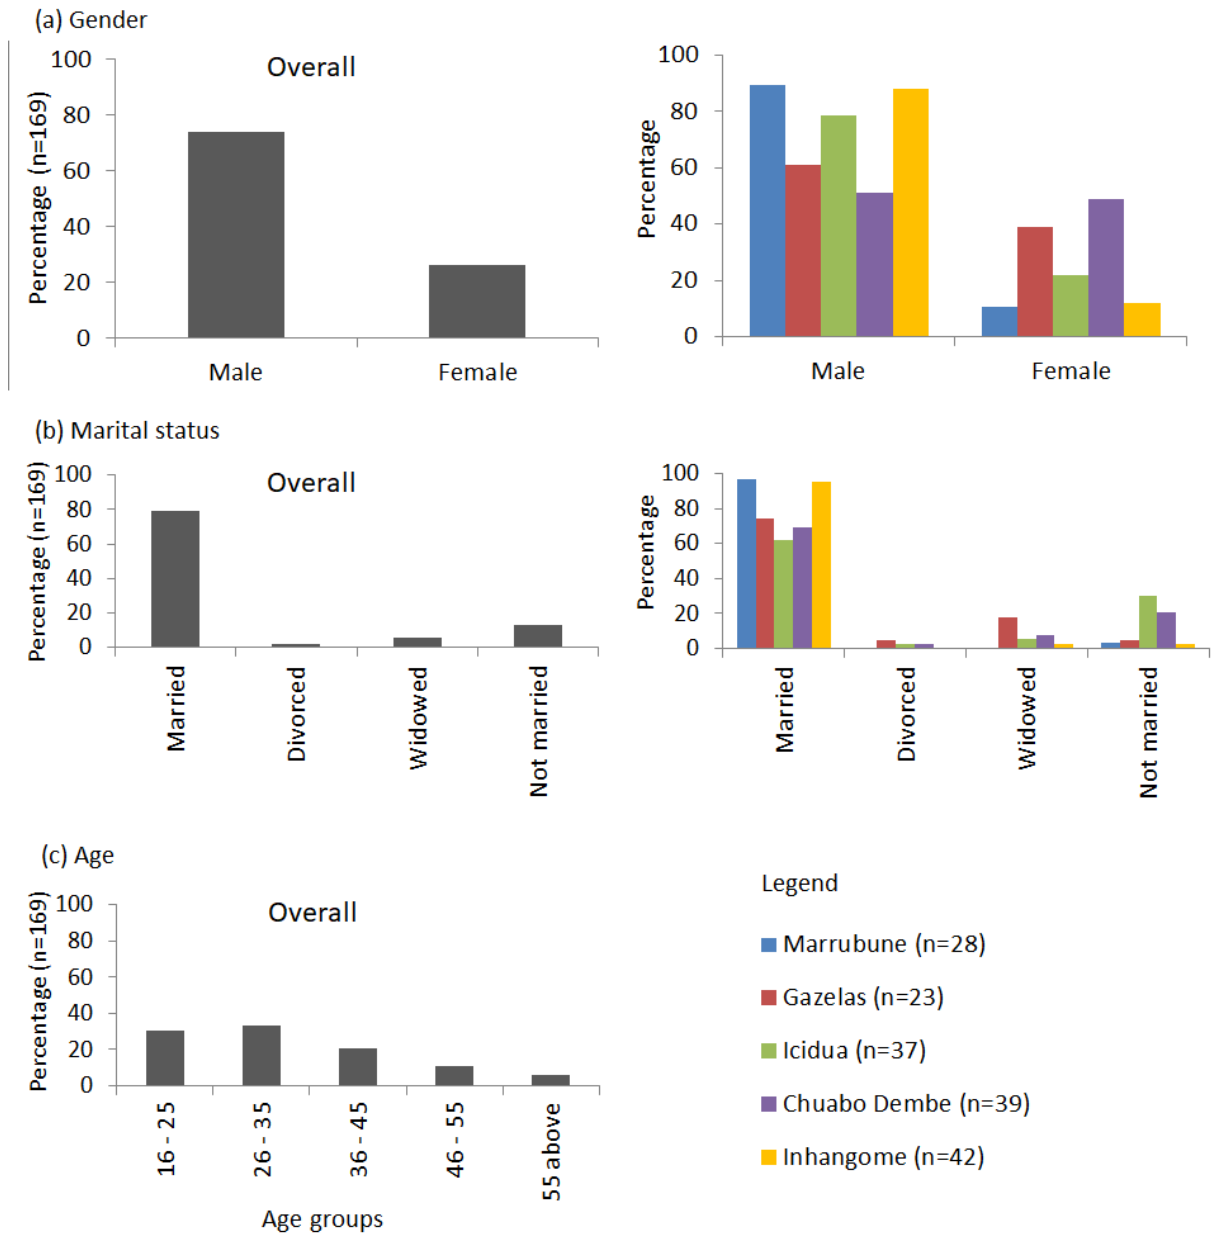 (a) Gender
Overall
Percentage (n=169)
100
80
60
40
20
0
Male
Female
Percentage
100
80
60
40
20
0
Male
Female
(b) Marital status
Overall
Percentage (n=169)
100
80
60
40
20
0
Married
Divorced
Widowed
Not married
Percentage
100
80
60
40
20
0
Married
Divorced
Widowed
Not married
(c) Age
Overall
Percentage (n=169)
100
80
60
40
20
0
16 - 25
26 - 35
36 - 45
46 - 55
55 above
Age groups
Legend
Marrubune (n=28)
Gazelas (n=23)
Icidua (n=37)
Chuabo Dembe (n=39)
Inhangome (n=42)